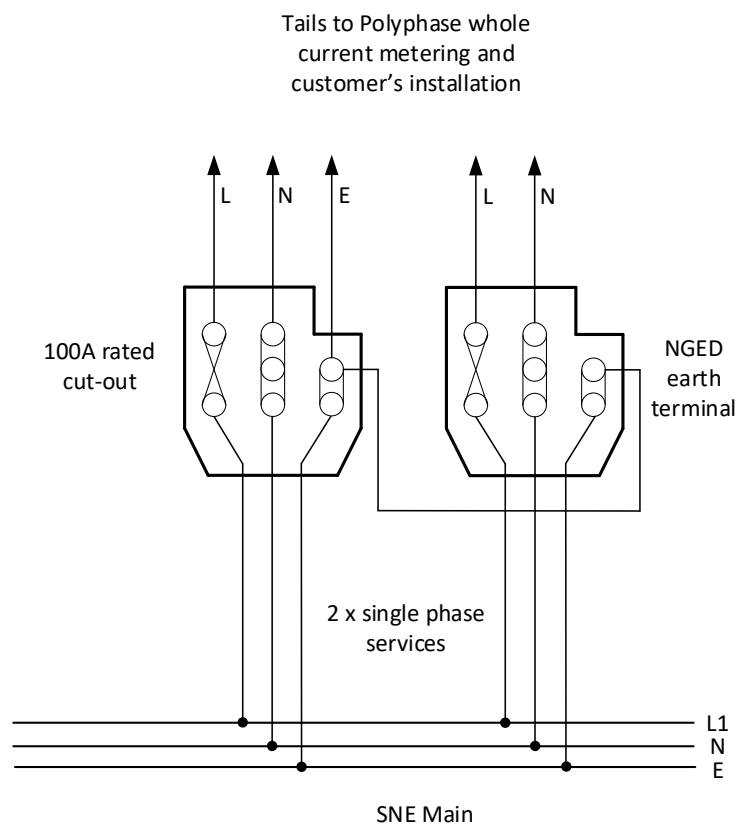 Tails to Polyphase whole
current metering and
customer's installation
L
N
E
L
N
100A rated
cut-out
NGED
earth
terminal
2 x single phase
services
L1
N
E
SNE Main